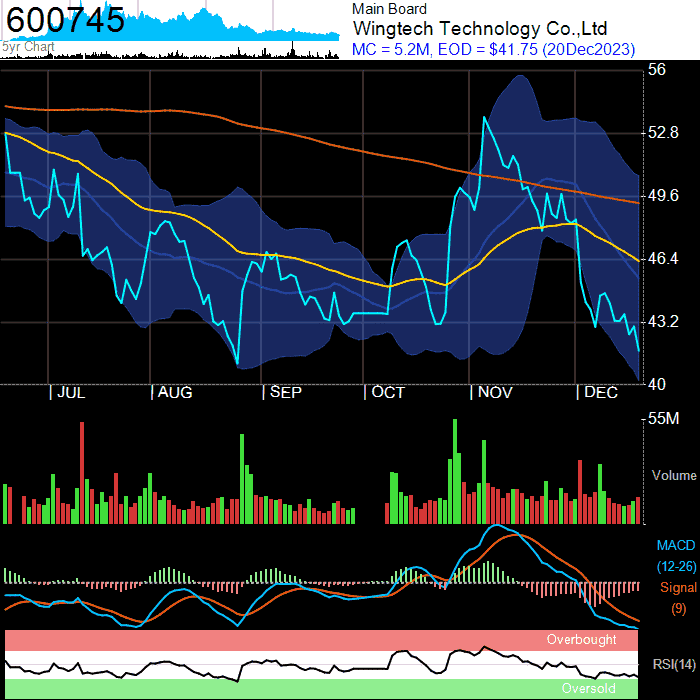 600745
5yr Chart
Main Board
Wingtech Technology Co.,Ltd
MC = 5.2M, EOD = $41.75 (20Dec2023)
56
52.8
49.6
46.4
43.2
40
| JUL
| AUG
| SEP
| OCT
| NOV
| DEC
55M
Volume
MACD
(12-26)
Signal
(9)
Overbought
RSI(14)
Oversold